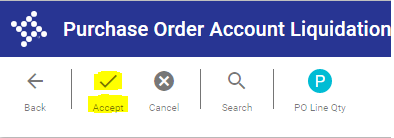 Purchase Order Account Liquidation
P
Back Accept Cancel Search PO Line Qty